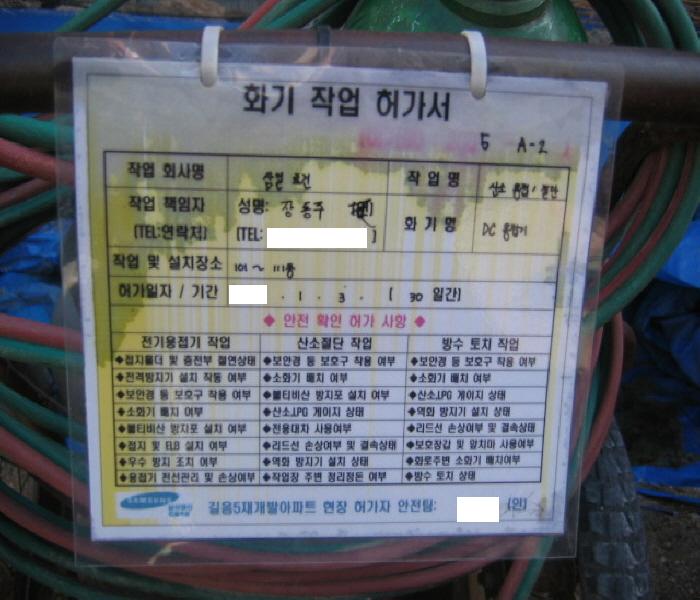 화기 작업 허가서
5 A-2
작업 회사명 작업명 산소 용접/절단
작업 책임자 성명: 장동주
(TEL:연락처) (TEL: ) 화기명 DC 용접기
작업 및 설치장소 101 ~ 111동
허가일자 / 기간 . 1 . 3 . ( 30 일간)
◆ 안전 확인 허가 사항 ◆
전기용접기 작업 산소절단 작업 방수 토치 작업
◆접지홀더 및 충전부 절연상태 ◆보안경 등 보호구 착용 여부 ◆보안경 등 보호구 착용 여부
◆전격방지기 설치 작동 여부 ◆소화기 배치 여부 ◆소화기 배치 여부
◆보안경 등 보호구 착용 여부 ◆불티비산 방지포 설치 여부 ◆산소,LPG 게이지 상태
◆소화기 배치 여부 ◆산소,LPG 게이지 상태 ◆역화 방지기 설치 상태
◆불티비산 방지포 설치 여부 ◆전용대차 사용여부 ◆리드선 손상여부 및 결속상태
◆접지 및 ELB 설치 여부 ◆리드선 손상여부 및 결속상태 ◆보호장갑 및 앞치마 사용여부
◆우수 방지 조치 여부 ◆역화 방지기 설치 상태 ◆화로주변 소화기 배치여부
◆용접기 전선관리 및 손상여부 ◆작업장 주변 정리정돈 여부 ◆방수 토치 상태
SAMSUNG 길음5재개발아파트 현장 허가자 안전팀: (인)